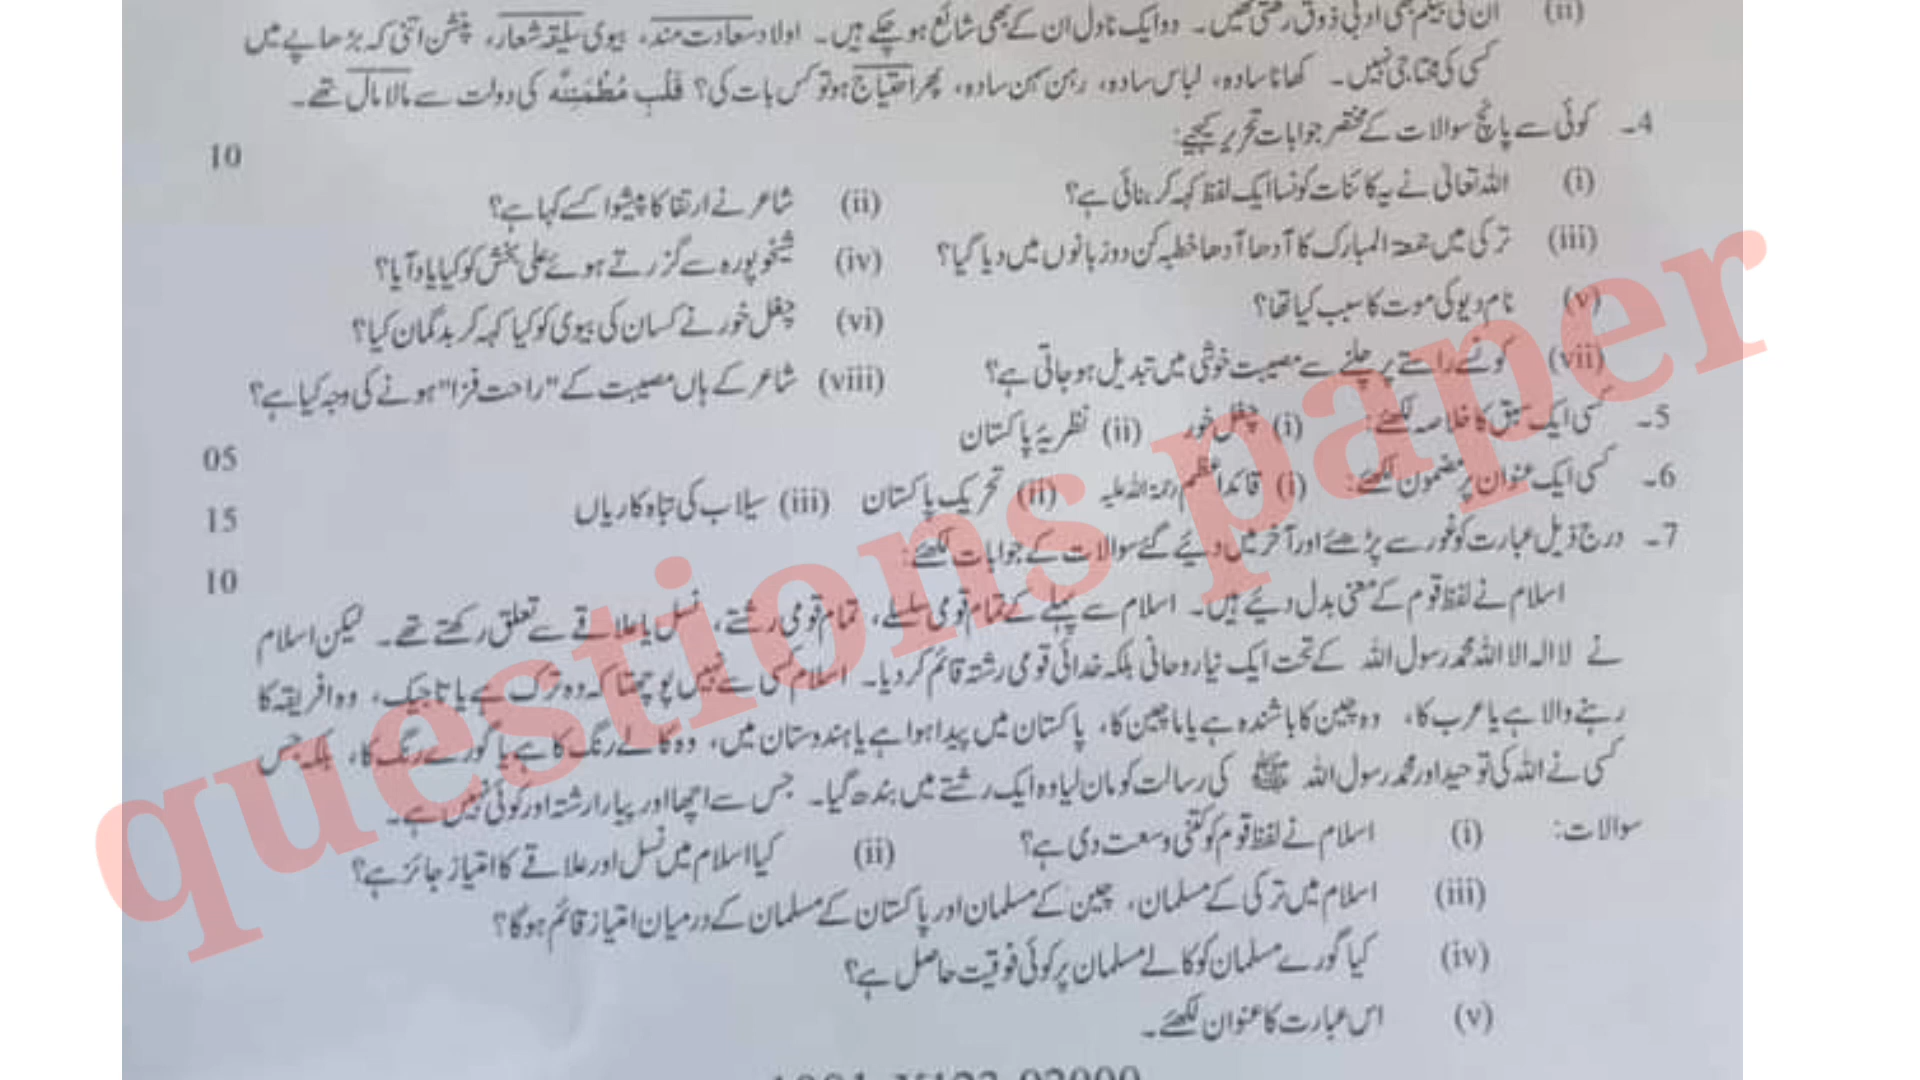 (ii) ان کی بیگم بھی ادبی ذوق رکھتی تھیں۔ دو ایک ناول ان کے بھی شائع ہو چکے ہیں۔ اولاد سعادت مند، بیوی سلیقہ شعار، پنشن اتنی کہ بڑھاپے میں
کسی کی محتاجی نہیں۔ کھانا سادہ، لباس سادہ، رہن سہن سادہ، پھر احتیاج ہو تو کس بات کی؟ قلبِ مُطْمَئِنَّہ کی دولت سے مالا مال تھے۔
4۔ کوئی سے پانچ سوالات کے مختصر جوابات تحریر کیجیے: 10
(i) اللہ تعالیٰ نے یہ کائنات کونسا ایک لفظ کہہ کر بنائی ہے؟ (ii) شاعر نے ارتقا کا پیشوا کسے کہا ہے؟
(iii) ترکی میں جمعۃ المبارک کا آدھا آدھا خطبہ کن دو زبانوں میں دیا گیا؟ (iv) شیخوپورہ سے گزرتے ہوئے علی بخش کو کیا یاد آیا؟
(v) نام دیو کی موت کا سبب کیا تھا؟ (vi) چغل خور نے کسان کی بیوی کو کیا کہہ کر بدگمان کیا؟
(vii) کونسے راستے پر چلنے سے مصیبت خوشی میں تبدیل ہو جاتی ہے؟ (viii) شاعر کے ہاں مصیبت کے "راحت فزا" ہونے کی وجہ کیا ہے؟
5۔ کسی ایک سبق کا خلاصہ لکھئے: (i) چغل خور (ii) نظریۂ پاکستان 05
6۔ کسی ایک عنوان پر مضمون لکھئے: (i) قائداعظم رحمۃ اللہ علیہ (ii) تحریک پاکستان (iii) سیلاب کی تباہ کاریاں 15
7۔ درج ذیل عبارت کو غور سے پڑھئے اور آخر میں دیئے گئے سوالات کے جوابات لکھئے: 10
اسلام نے لفظ قوم کے معنی بدل دیئے ہیں۔ اسلام سے پہلے کے تمام قومی سلسلے، تمام قومی رشتے، نسل یا علاقے سے تعلق رکھتے تھے۔ لیکن اسلام
نے لا الہ الا اللہ محمد رسول اللہ کے تحت ایک نیا روحانی بلکہ خدائی قومی رشتہ قائم کر دیا۔ اسلام کسی سے نہیں پوچھتا کہ وہ ترک ہے یا تاجیک، وہ افریقہ کا
رہنے والا ہے یا عرب کا، وہ چین کا باشندہ ہے یا ماچین کا، پاکستان میں پیدا ہوا ہے یا ہندوستان میں، وہ کالے رنگ کا ہے یا گورے رنگ کا، بلکہ جس
کسی نے اللہ کی توحید اور محمد رسول اللہ ﷺ کی رسالت کو مان لیا وہ ایک رشتے میں بندھ گیا۔ جس سے اچھا اور پیارا رشتہ اور کوئی نہیں ہے۔
سوالات: (i) اسلام نے لفظ قوم کو کتنی وسعت دی ہے؟ (ii) کیا اسلام میں نسل اور علاقے کا امتیاز جائز ہے؟
(iii) اسلام میں ترکی کے مسلمان، چین کے مسلمان اور پاکستان کے مسلمان کے درمیان امتیاز قائم ہوگا؟
(iv) کیا گورے مسلمان کو کالے مسلمان پر کوئی فوقیت حاصل ہے؟
(v) اس عبارت کا عنوان لکھئے۔
questions paper